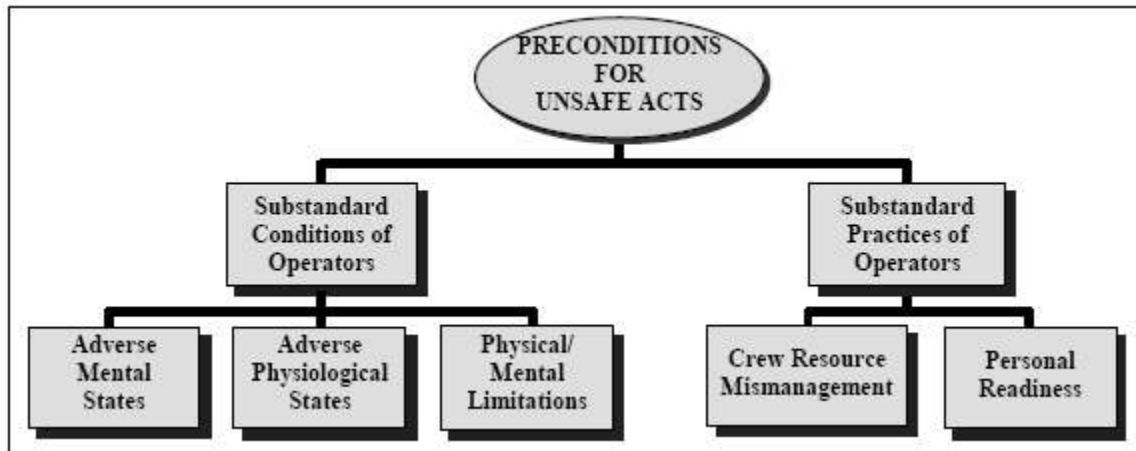 PRECONDITIONS
FOR
UNSAFE ACTS
Substandard
Conditions of
Operators
Substandard
Practices of
Operators
Adverse
Mental
States
Adverse
Physiological
States
Physical/
Mental
Limitations
Crew Resource
Mismanagement
Personal
Readiness